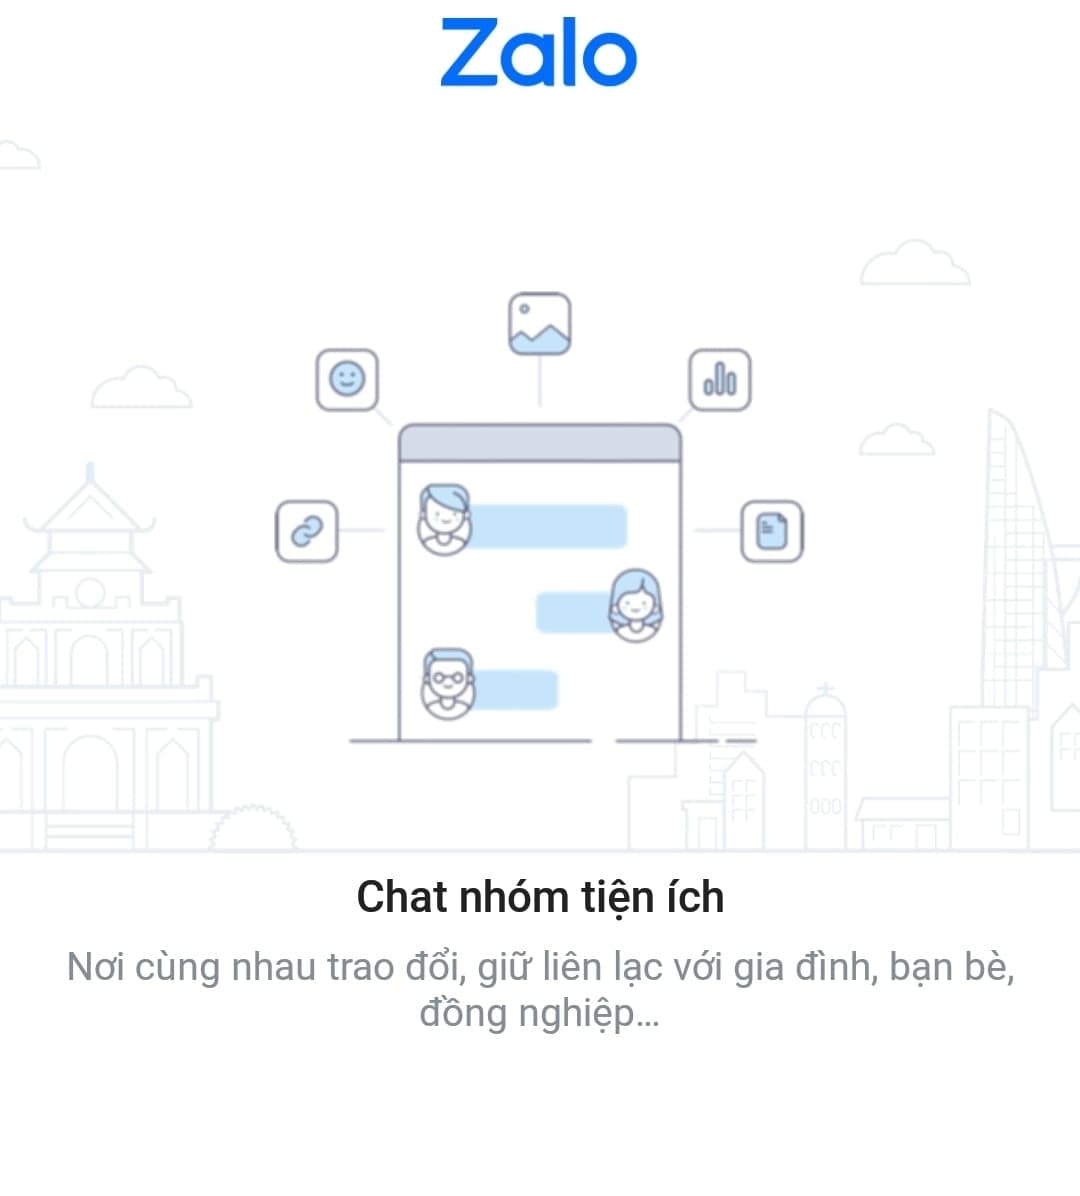 Zalo
Chat nhóm tiện ích
Nơi cùng nhau trao đổi, giữ liên lạc với gia đình, bạn bè,
đồng nghiệp...